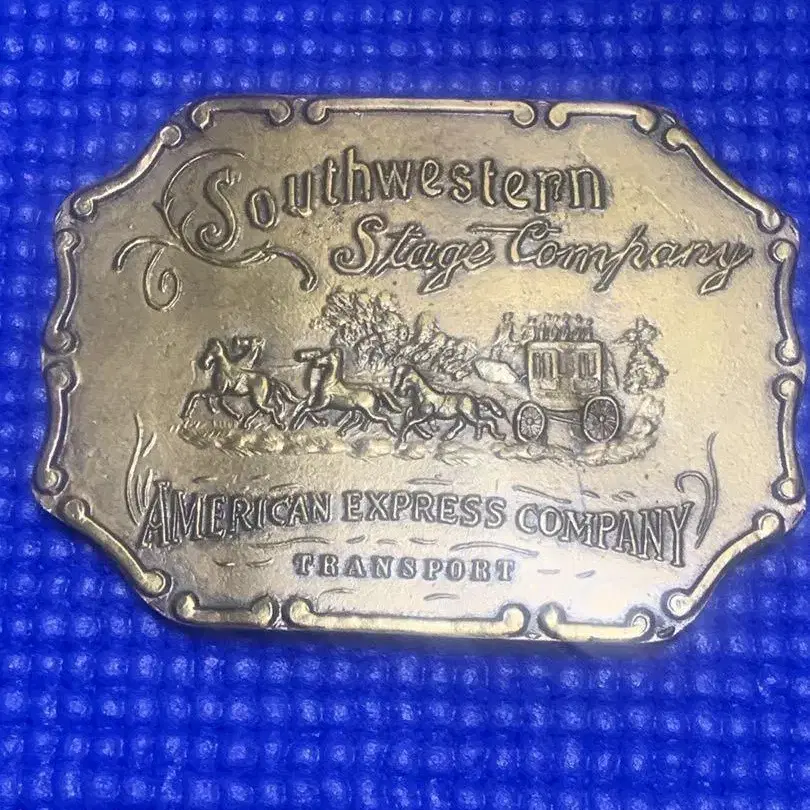 Southwestern
Stage Company
AMERICAN EXPRESS COMPANY
TRANSPORT